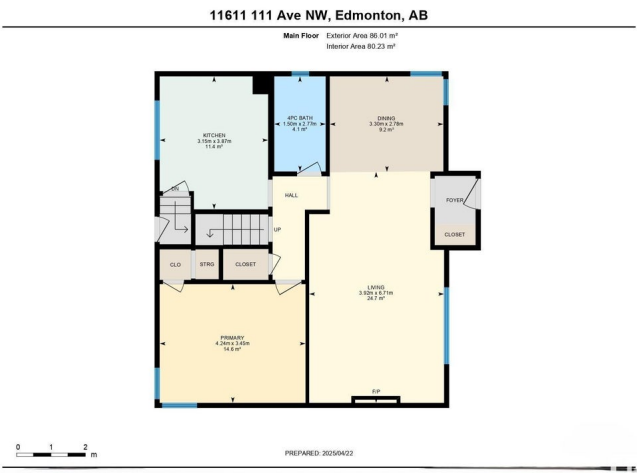 11611 111 Ave NW, Edmonton, AB
Main Floor Exterior Area 86.01 m²
Interior Area 80.23 m²
KITCHEN
3.15m x 3.87m
11.4 m²
4PC BATH
1.50m x 2.77m
4.1 m²
DINING
3.30m x 2.78m
9.2 m²
DN
HALL
FOYER
UP
CLOSET
CLO
STRG
CLOSET
LIVING
3.92m x 6.71m
24.7 m²
PRIMARY
4.24m x 3.45m
14.6 m²
F/P
0 1 2
m
PREPARED: 2025/04/22